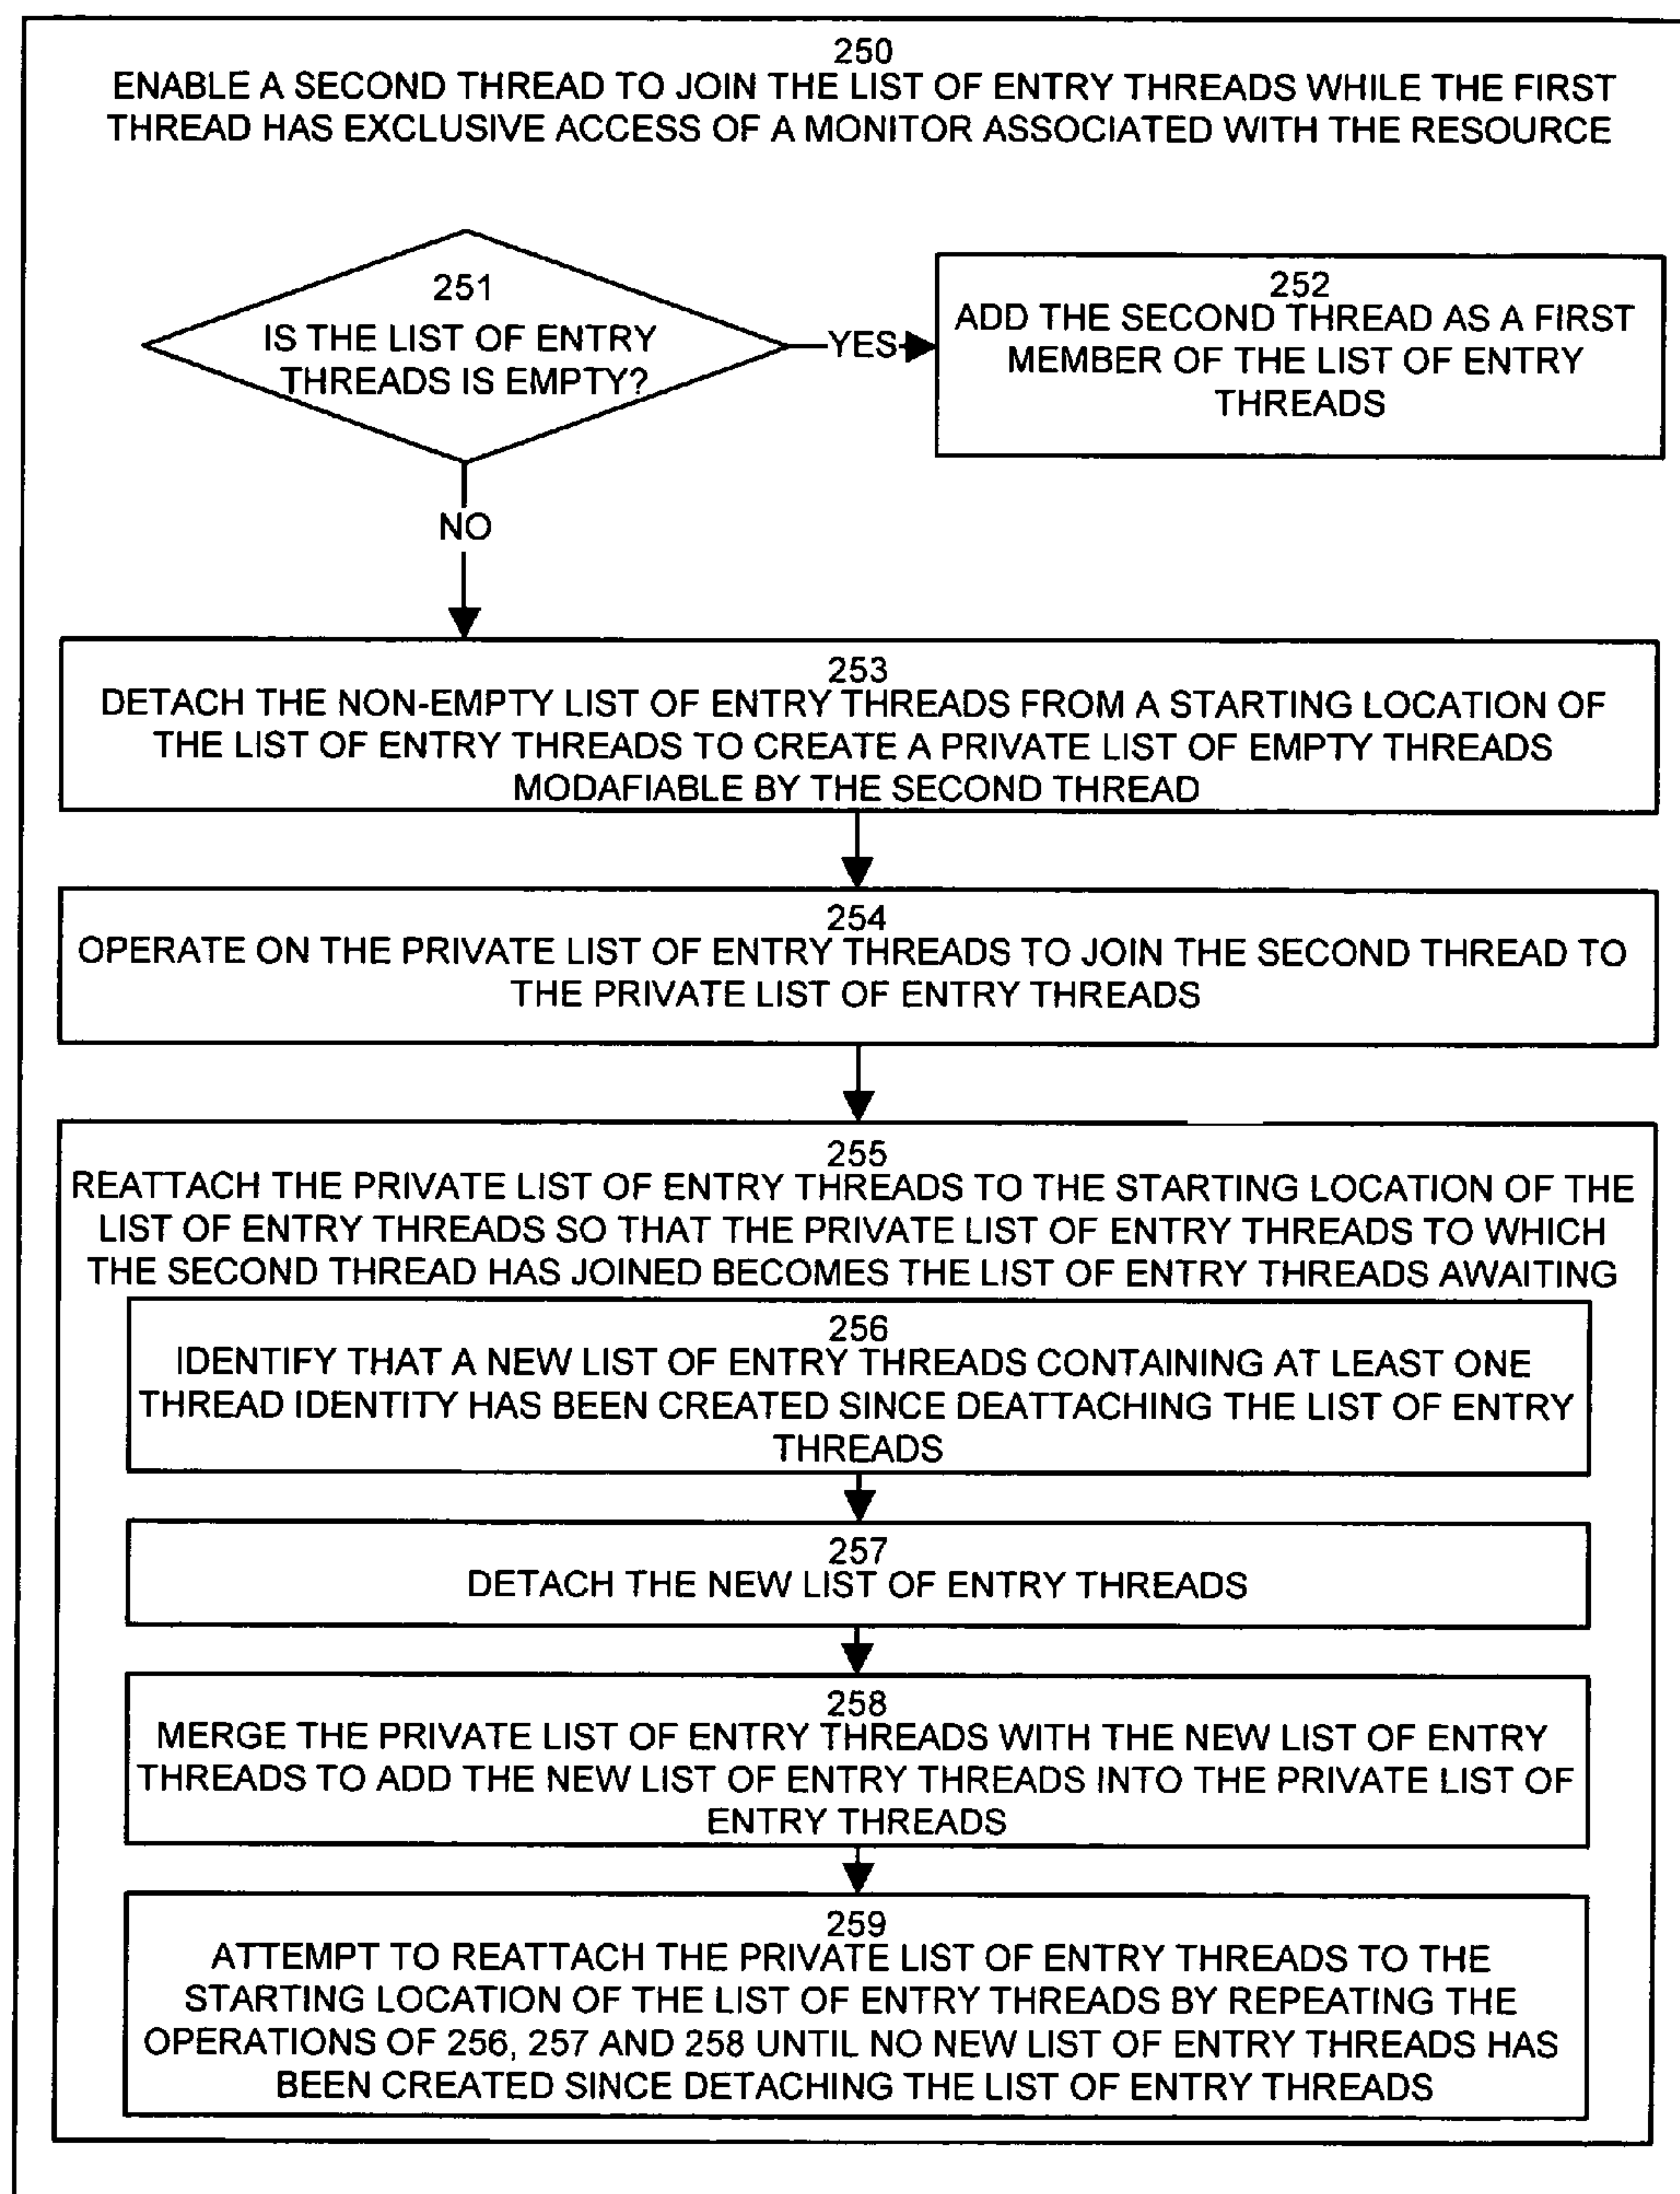 250
ENABLE A SECOND THREAD TO JOIN THE LIST OF ENTRY THREADS WHILE THE FIRST
THREAD HAS EXCLUSIVE ACCESS OF A MONITOR ASSOCIATED WITH THE RESOURCE
251
IS THE LIST OF ENTRY
THREADS IS EMPTY?
YES
252
ADD THE SECOND THREAD AS A FIRST
MEMBER OF THE LIST OF ENTRY
THREADS
NO
253
DETACH THE NON-EMPTY LIST OF ENTRY THREADS FROM A STARTING LOCATION OF
THE LIST OF ENTRY THREADS TO CREATE A PRIVATE LIST OF EMPTY THREADS
MODAFIABLE BY THE SECOND THREAD
254
OPERATE ON THE PRIVATE LIST OF ENTRY THREADS TO JOIN THE SECOND THREAD TO
THE PRIVATE LIST OF ENTRY THREADS
255
REATTACH THE PRIVATE LIST OF ENTRY THREADS TO THE STARTING LOCATION OF THE
LIST OF ENTRY THREADS SO THAT THE PRIVATE LIST OF ENTRY THREADS TO WHICH
THE SECOND THREAD HAS JOINED BECOMES THE LIST OF ENTRY THREADS AWAITING
256
IDENTIFY THAT A NEW LIST OF ENTRY THREADS CONTAINING AT LEAST ONE
THREAD IDENTITY HAS BEEN CREATED SINCE DEATTACHING THE LIST OF ENTRY
THREADS
257
DETACH THE NEW LIST OF ENTRY THREADS
258
MERGE THE PRIVATE LIST OF ENTRY THREADS WITH THE NEW LIST OF ENTRY
THREADS TO ADD THE NEW LIST OF ENTRY THREADS INTO THE PRIVATE LIST OF
ENTRY THREADS
259
ATTEMPT TO REATTACH THE PRIVATE LIST OF ENTRY THREADS TO THE
STARTING LOCATION OF THE LIST OF ENTRY THREADS BY REPEATING THE
OPERATIONS OF 256, 257 AND 258 UNTIL NO NEW LIST OF ENTRY THREADS HAS
BEEN CREATED SINCE DETACHING THE LIST OF ENTRY THREADS